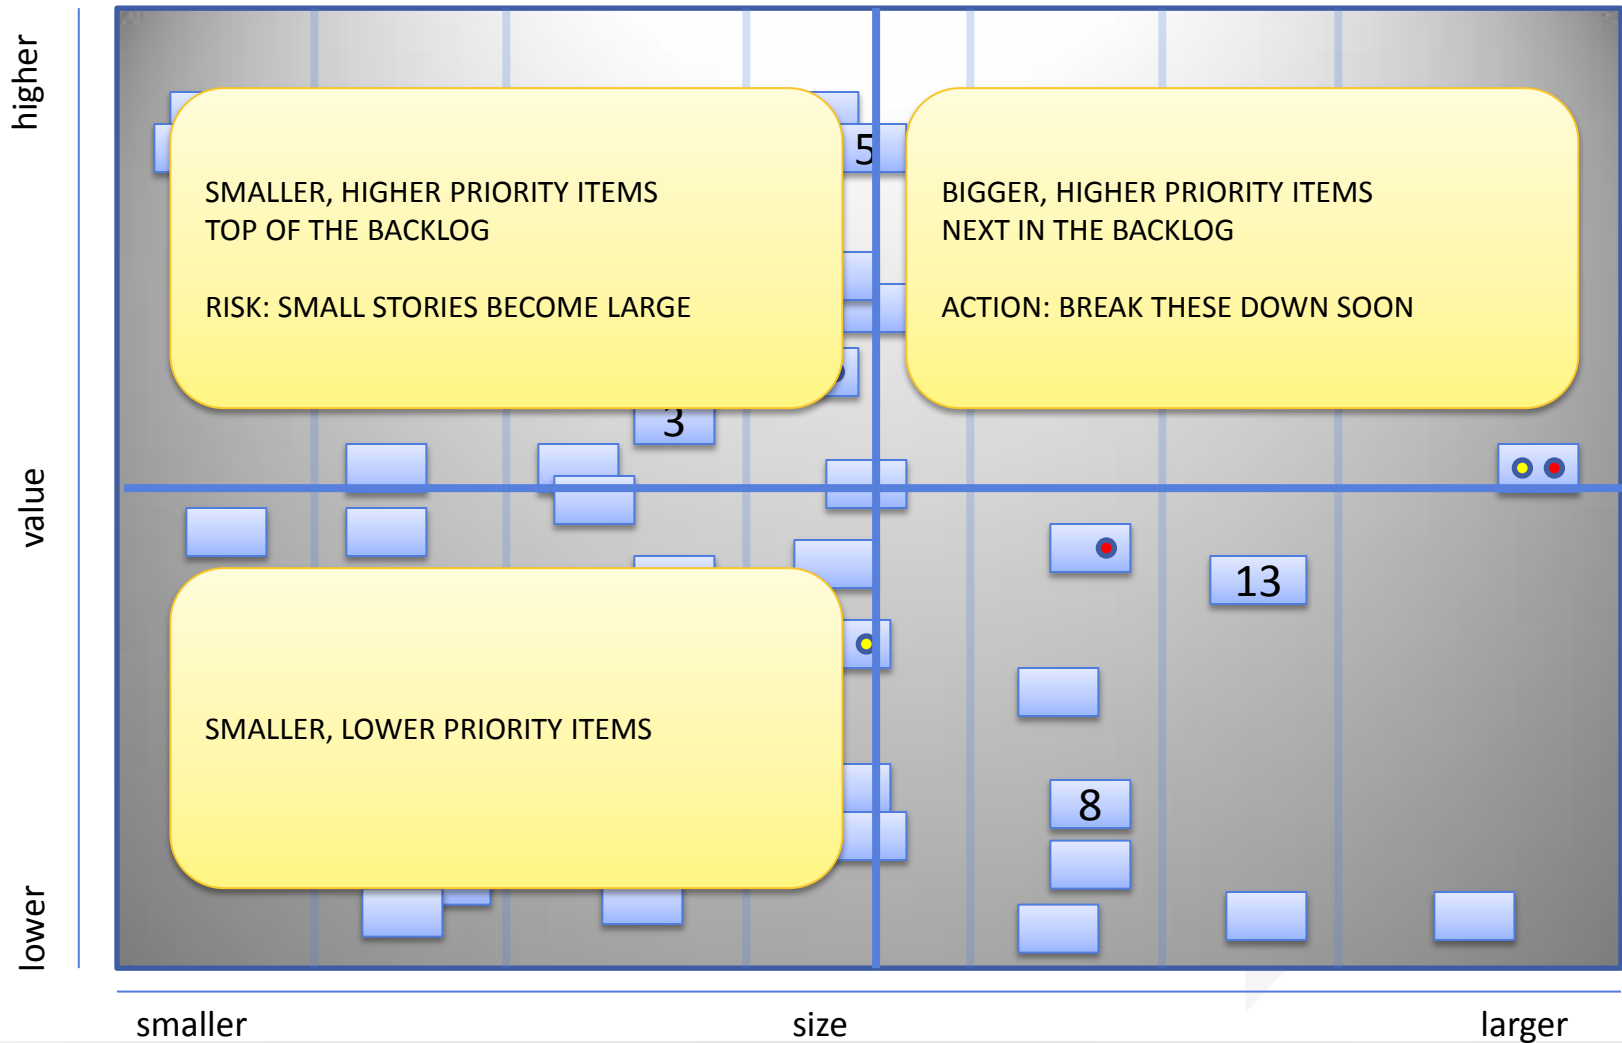 higher
value
lower
5
SMALLER, HIGHER PRIORITY ITEMS
TOP OF THE BACKLOG
RISK: SMALL STORIES BECOME LARGE
BIGGER, HIGHER PRIORITY ITEMS
NEXT IN THE BACKLOG
ACTION: BREAK THESE DOWN SOON
3
13
SMALLER, LOWER PRIORITY ITEMS
8
smaller
size
larger